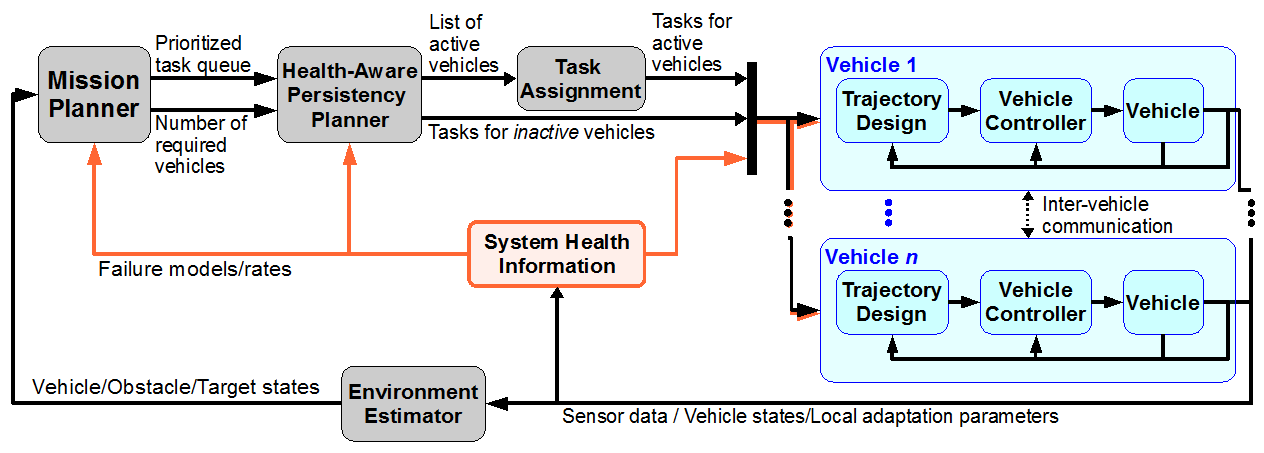 Prioritized
task queue
List of
active
vehicles
Tasks for
active
vehicles
Mission
Planner
Health-Aware
Persistency
Planner
Task
Assignment
Number of
required
vehicles
Tasks for inactive vehicles
Vehicle 1
Trajectory
Design
Vehicle
Controller
Vehicle
Inter-vehicle
communication
System Health
Information
Failure models/rates
Vehicle n
Trajectory
Design
Vehicle
Controller
Vehicle
Vehicle/Obstacle/Target states
Environment
Estimator
Sensor data / Vehicle states/Local adaptation parameters